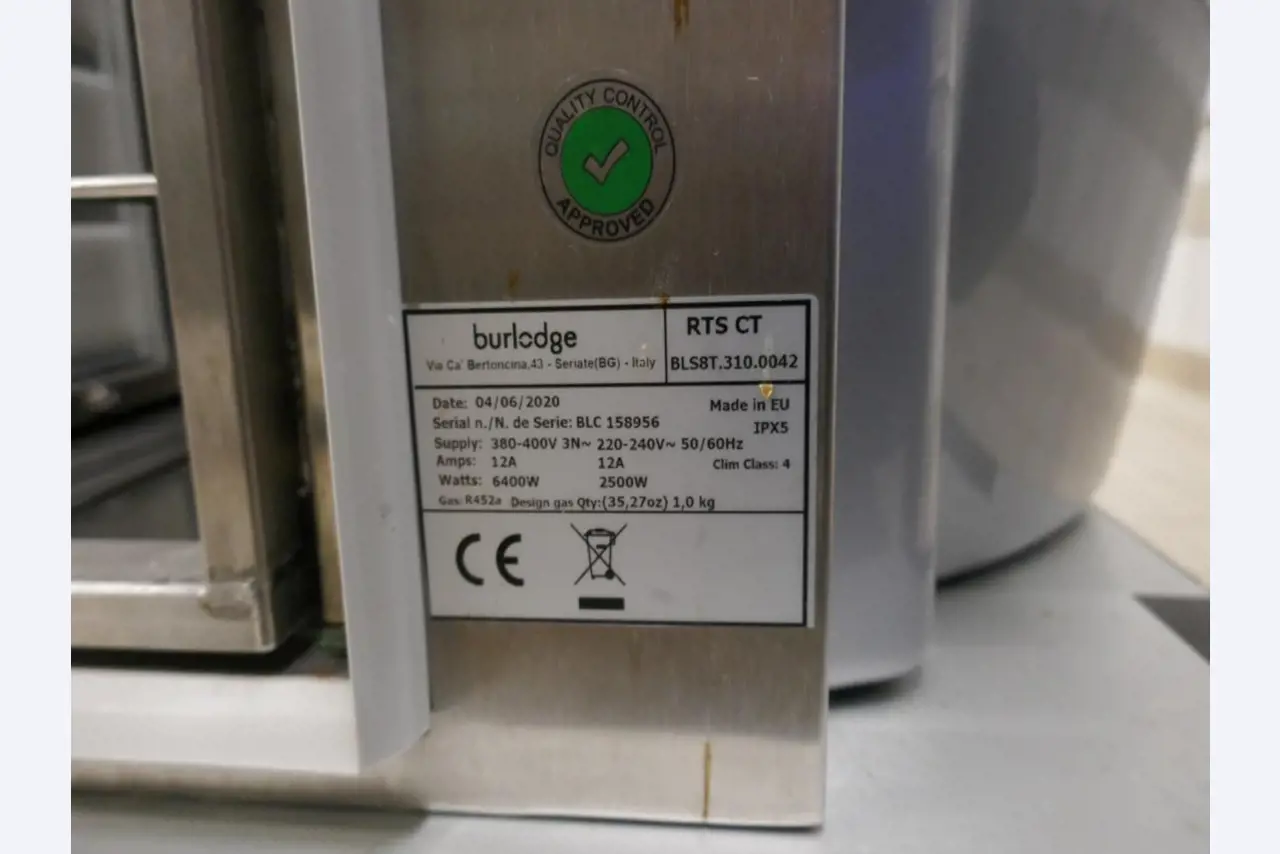 QUALITY CONTROL
APPROVED
burlodge
Via Ca' Bertoncina,43 - Seriate(BG) - Italy
RTS CT
BLS8T.310.0042
Date: 04/06/2020
Made in EU
Serial n./N. de Serie: BLC 158956
IPX5
Supply: 380-400V 3N~ 220-240V~ 50/60Hz
Amps: 12A 12A Clim Class: 4
Watts: 6400W 2500W
Gas: R452a Design gas Qty:(35,27oz) 1,0 kg
CE